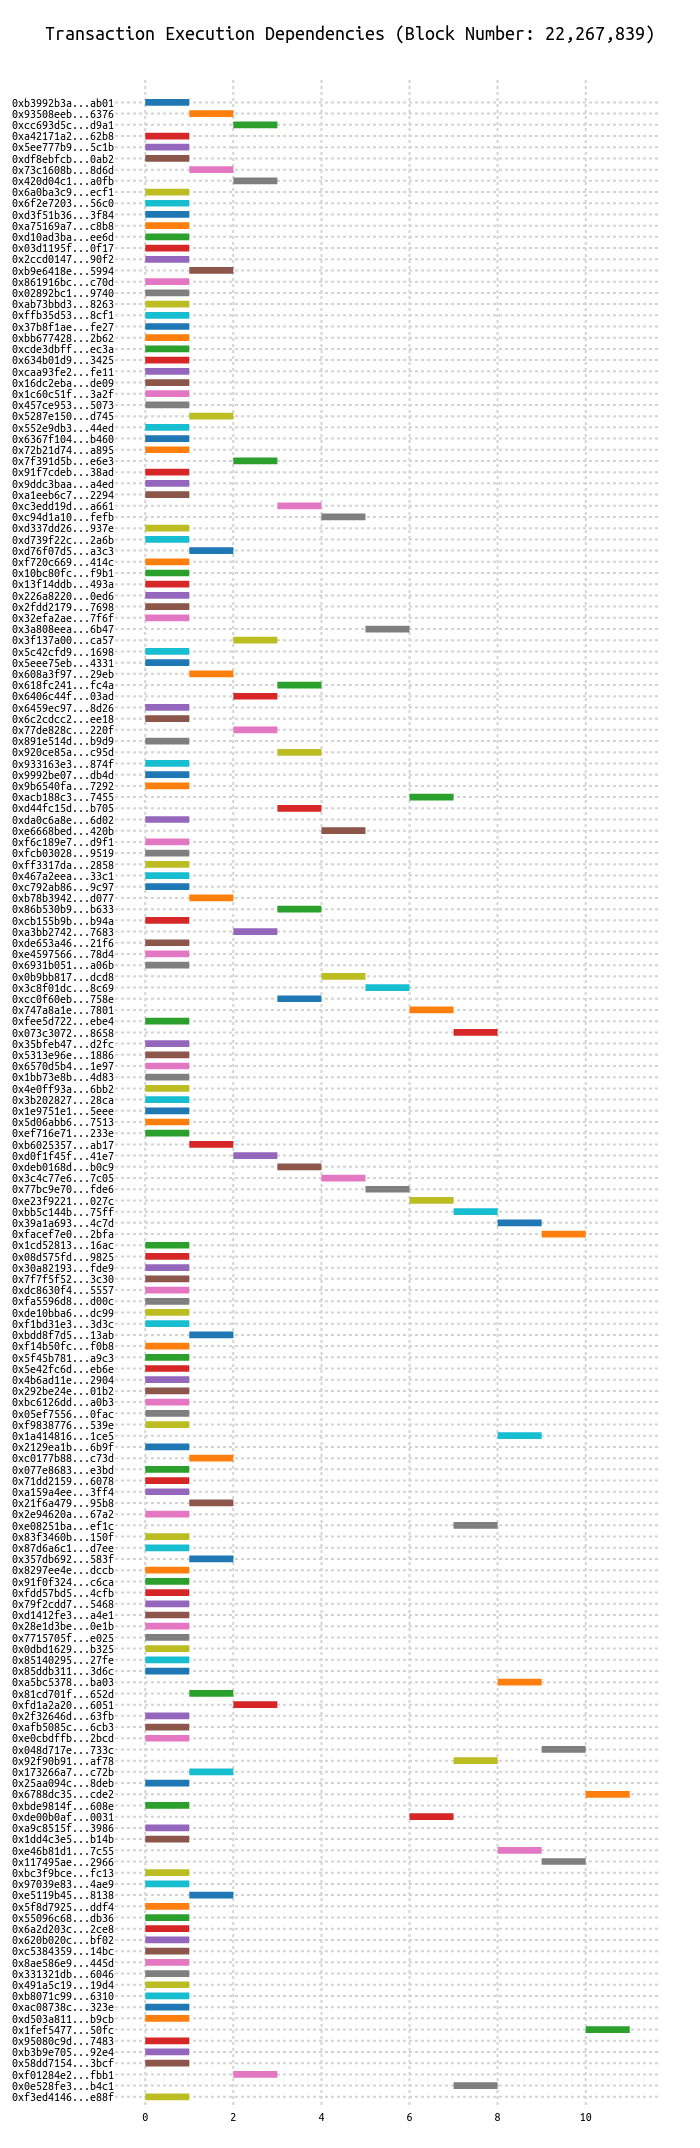 Transaction Execution Dependencies (Block Number: 22,267,839)
0xb3992b3a...ab01
0x93508eeb...6376
0xcc693d5c...d9a1
0xa42171a2...62b8
0x5ee777b9...5c1b
0xdf8ebfcb...0ab2
0x73c1608b...8d6d
0x420d04c1...a0fb
0x6a0ba3c9...ecf1
0x6f2e7203...56c0
0xd3f51b36...3f84
0xa75169a7...c8b8
0xd10ad3ba...ee6d
0x03d1195f...0f17
0x2ccd0147...90f2
0xb9e6418e...5994
0x861916bc...c70d
0x02892bc1...9740
0xab73bbd3...8263
0xffb35d53...8cf1
0x37b8f1ae...fe27
0xbb677428...2b62
0xcde3dbff...ec3a
0x634b01d9...3425
0xcaa93fe2...fe11
0x16dc2eba...de09
0x1c60c51f...3a2f
0x457ce953...5073
0x5287e150...d745
0x552e9db3...44ed
0x6367f104...b460
0x72b21d74...a895
0x7f391d5b...e6e3
0x91f7cdeb...38ad
0x9ddc3baa...a4ed
0xa1eeb6c7...2294
0xc3edd19d...a661
0xc94d1a10...fefb
0xd337dd26...937e
0xd739f22c...2a6b
0xd76f07d5...a3c3
0xf720c669...414c
0x10bc80fc...f9b1
0x13f14ddb...493a
0x226a8220...0ed6
0x2fdd2179...7698
0x32efa2ae...7f6f
0x3a808eea...6b47
0x3f137a00...ca57
0x5c42cfd9...1698
0x5eee75eb...4331
0x608a3f97...29eb
0x618fc241...fc4a
0x6406c44f...03ad
0x6459ec97...8d26
0x6c2cdcc2...ee18
0x77de828c...220f
0x891e514d...b9d9
0x920ce85a...c95d
0x933163e3...874f
0x9992be07...db4d
0x9b6540fa...7292
0xacb188c3...7455
0xd44fc15d...b705
0xda0c6a8e...6d02
0xe6668bed...420b
0xf6c189e7...d9f1
0xfcb03028...9519
0xff3317da...2858
0x467a2eea...33c1
0xc792ab86...9c97
0xb78b3942...d077
0x86b530b9...b633
0xcb155b9b...b94a
0xa3bb2742...7683
0xde653a46...21f6
0xe4597566...78d4
0x6931b051...a06b
0x0b9bb817...dcd8
0x3c8f01dc...8c69
0xcc0f60eb...758e
0x747a8a1e...7801
0xfee5d722...ebe4
0x073c3072...8658
0x35bfeb47...d2fc
0x5313e96e...1886
0x6570d5b4...1e97
0x1bb73e8b...4d83
0x4e0ff93a...6bb2
0x3b202827...28ca
0x1e9751e1...5eee
0x5d06abb6...7513
0xef716e71...233e
0xb6025357...ab17
0xd0f1f45f...41e7
0xdeb0168d...b0c9
0x3c4c77e6...7c05
0x77bc9e70...fde6
0xe23f9221...027c
0xbb5c144b...75ff
0x39a1a693...4c7d
0xfacef7e0...2bfa
0x1cd52813...16ac
0x08d575fd...9825
0x30a82193...fde9
0x7f7f5f52...3c30
0xdc8630f4...5557
0xfa5596d8...d00c
0xde10bba6...dc99
0xf1bd31e3...3d3c
0xbdd8f7d5...13ab
0xf14b50fc...f0b8
0x5f45b781...a9c3
0x5e42fc6d...eb6e
0x4b6ad11e...2904
0x292be24e...01b2
0xbc6126dd...a0b3
0x05ef7556...0fac
0xf9838776...539e
0x1a414816...1ce5
0x2129ea1b...6b9f
0xc0177b88...c73d
0x077e8683...e3bd
0x71dd2159...6078
0xa159a4ee...3ff4
0x21f6a479...95b8
0x2e94620a...67a2
0xe08251ba...ef1c
0x83f3460b...150f
0x87d6a6c1...d7ee
0x357db692...583f
0x8297ee4e...dccb
0x91f0f324...c6ca
0xfdd57bd5...4cfb
0x79f2cdd7...5468
0xd1412fe3...a4e1
0x28e1d3be...0e1b
0x7715705f...e025
0x0dbd1629...b325
0x85140295...27fe
0x85ddb311...3d6c
0xa5bc5378...ba03
0x81cd701f...652d
0xfd1a2a20...6051
0x2f32646d...63fb
0xafb5085c...6cb3
0xe0cbdffb...2bcd
0x048d717e...733c
0x92f90b91...af78
0x173266a7...c72b
0x25aa094c...8deb
0x6788dc35...cde2
0xbde9814f...608e
0xde00b0af...0031
0xa9c8515f...3986
0x1dd4c3e5...b14b
0xe46b81d1...7c55
0x117495ae...2966
0xbc3f9bce...fc13
0x97039e83...4ae9
0xe5119b45...8138
0x5f8d7925...ddf4
0x55096c68...db36
0x6a2d203c...2ce8
0x620b020c...bf02
0xc5384359...14bc
0x8ae586e9...445d
0x331321db...6046
0x491a5c19...19d4
0xb8071c99...6310
0xac08738c...323e
0xd503a811...b9cb
0x1fef5477...50fc
0x95080c9d...7483
0xb3b9e705...92e4
0x58dd7154...3bcf
0xf01284e2...fbb1
0x0e528fe3...b4c1
0xf3ed4146...e88f
0 2 4 6 8 10